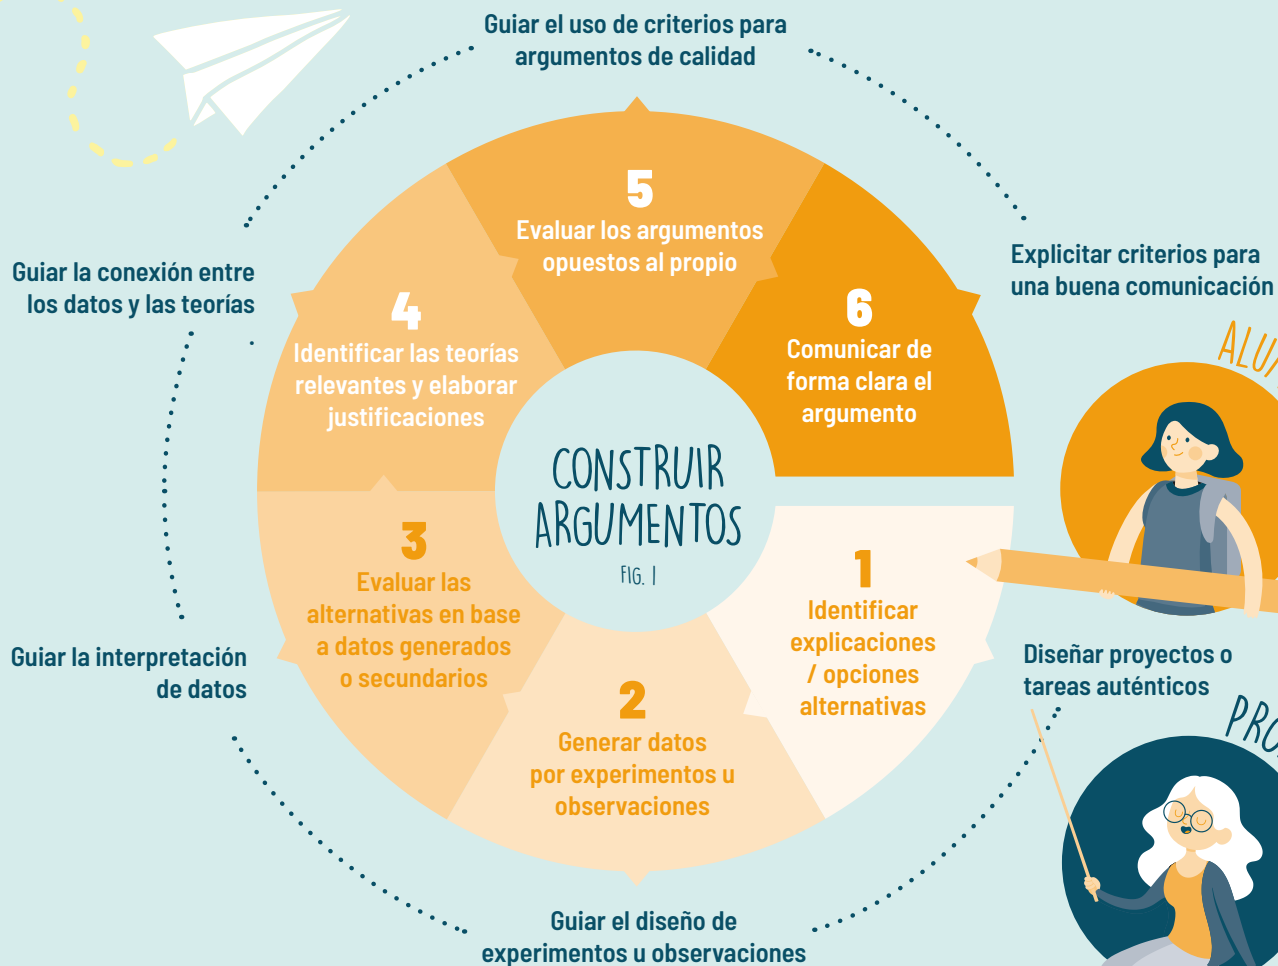 Guiar el uso de criterios para
argumentos de calidad
5
Evaluar los argumentos
opuestos al propio
Explicitar criterios para
una buena comunicación
Guiar la conexión entre
los datos y las teorías
4
Identificar las teorías
relevantes y elaborar
justificaciones
6
Comunicar de
forma clara el
argumento
CONSTRUIR
ARGUMENTOS
FIG. 1
3
Evaluar las
alternativas en base
a datos generados
o secundarios
1
Identificar
explicaciones
/ opciones
alternativas
Guiar la interpretación
de datos
2
Generar datos
por experimentos u
observaciones
Diseñar proyectos o
tareas auténticos
Guiar el diseño de
experimentos u observaciones